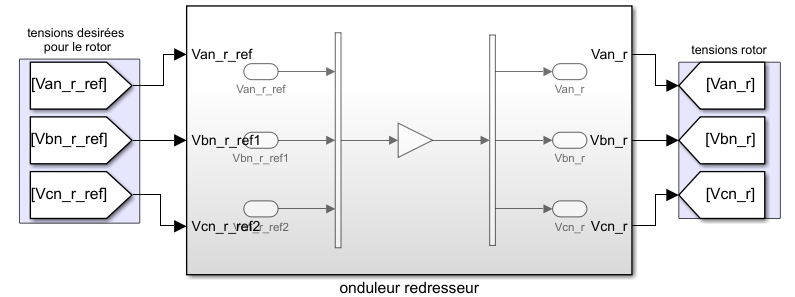 tensions desirées
pour le rotor
[Van_r_ref]
[Vbn_r_ref]
[Vcn_r_ref]
Van_r_ref
Vbn_r_ref1
Vcn_r_ref2
Van_r_ref
Vbn_r_ref1
Vcn_r_ref2
Van_r
Vbn_r
Vcn_r
Van_r
Vbn_r
Vcn_r
tensions rotor
[Van_r]
[Vbn_r]
[Vcn_r]
onduleur redresseur